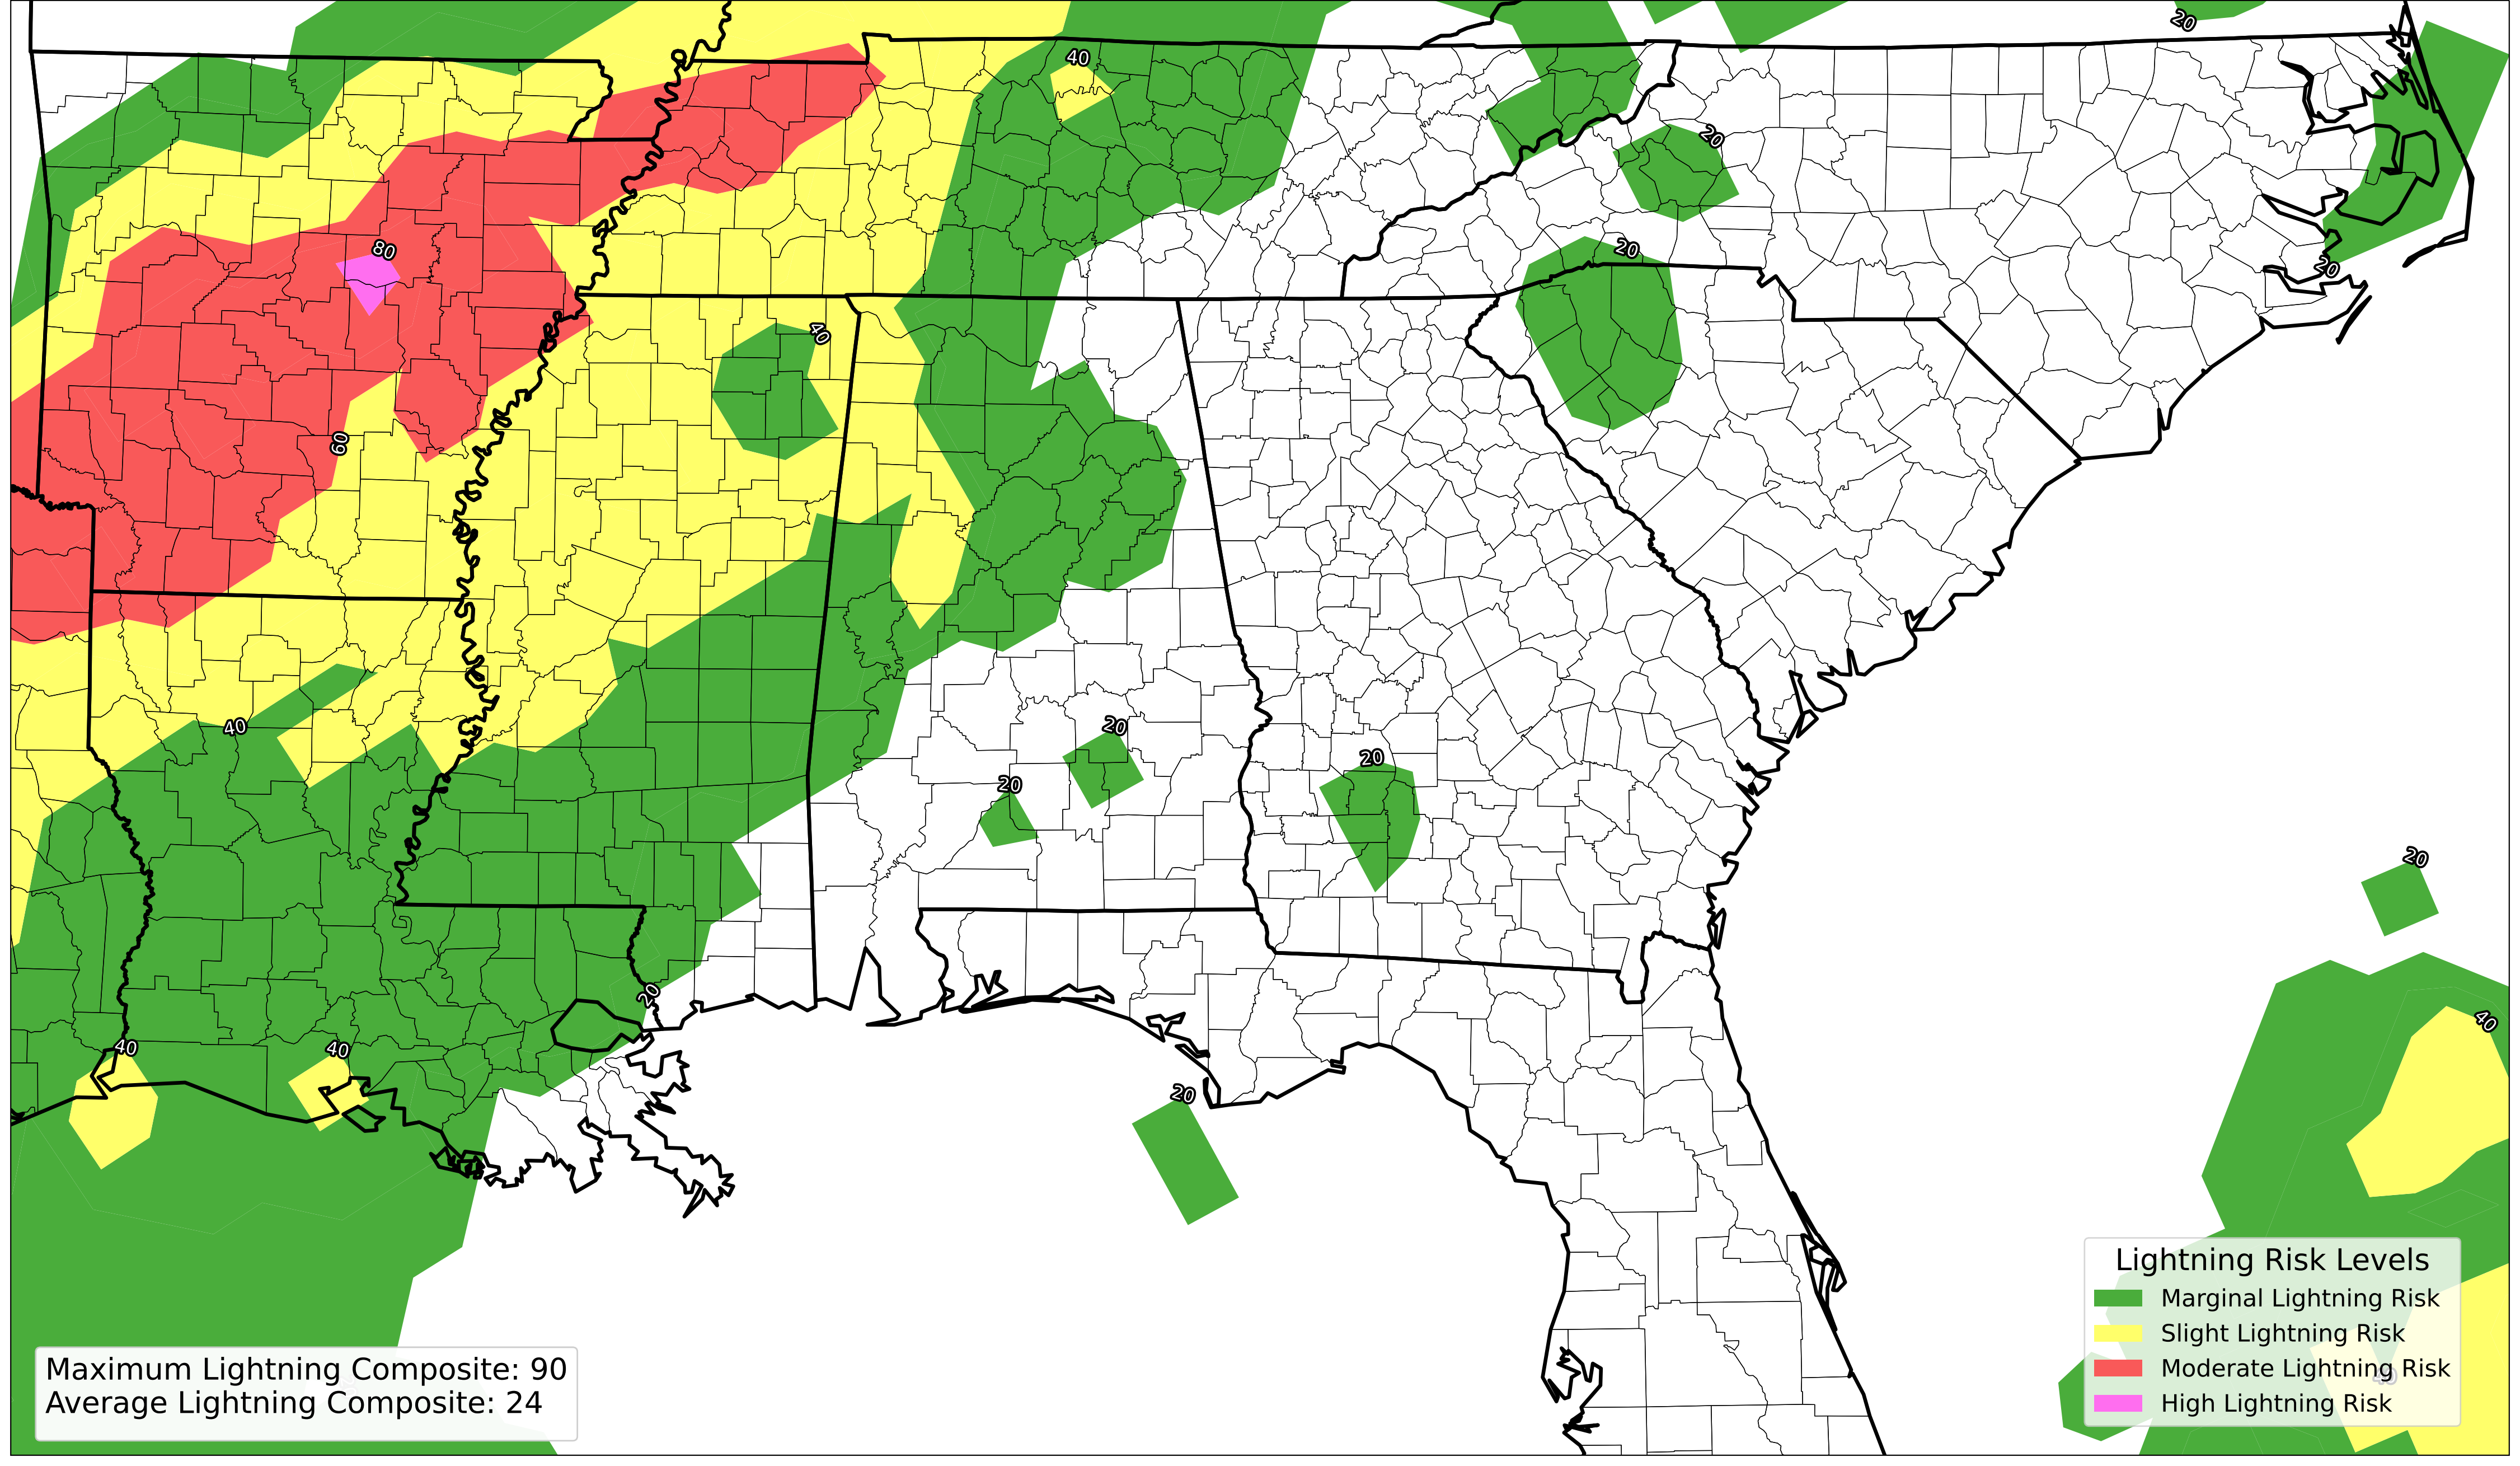 20
40
20
80
20
20
40
60
40
20
20
20
20
20
40
40
40
20
Lightning Risk Levels
Marginal Lightning Risk
Slight Lightning Risk
Moderate Lightning Risk
High Lightning Risk
Maximum Lightning Composite: 90
Average Lightning Composite: 24